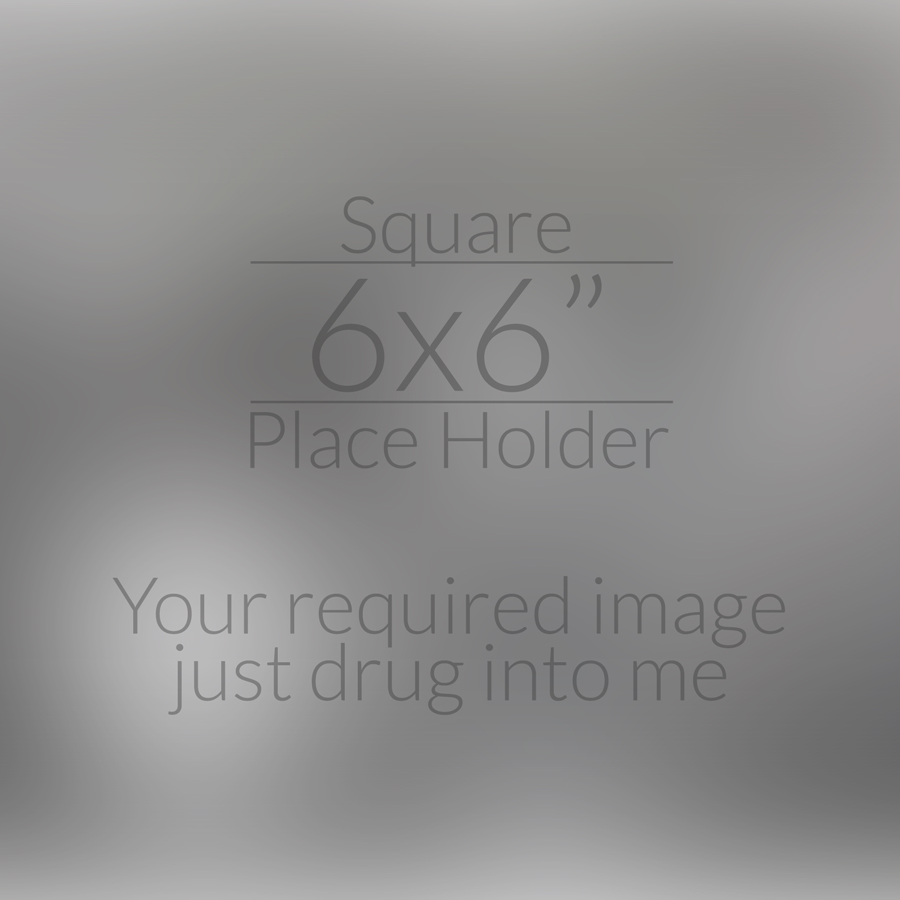 Square
6x6”
Place Holder
Your required image
just drug into me